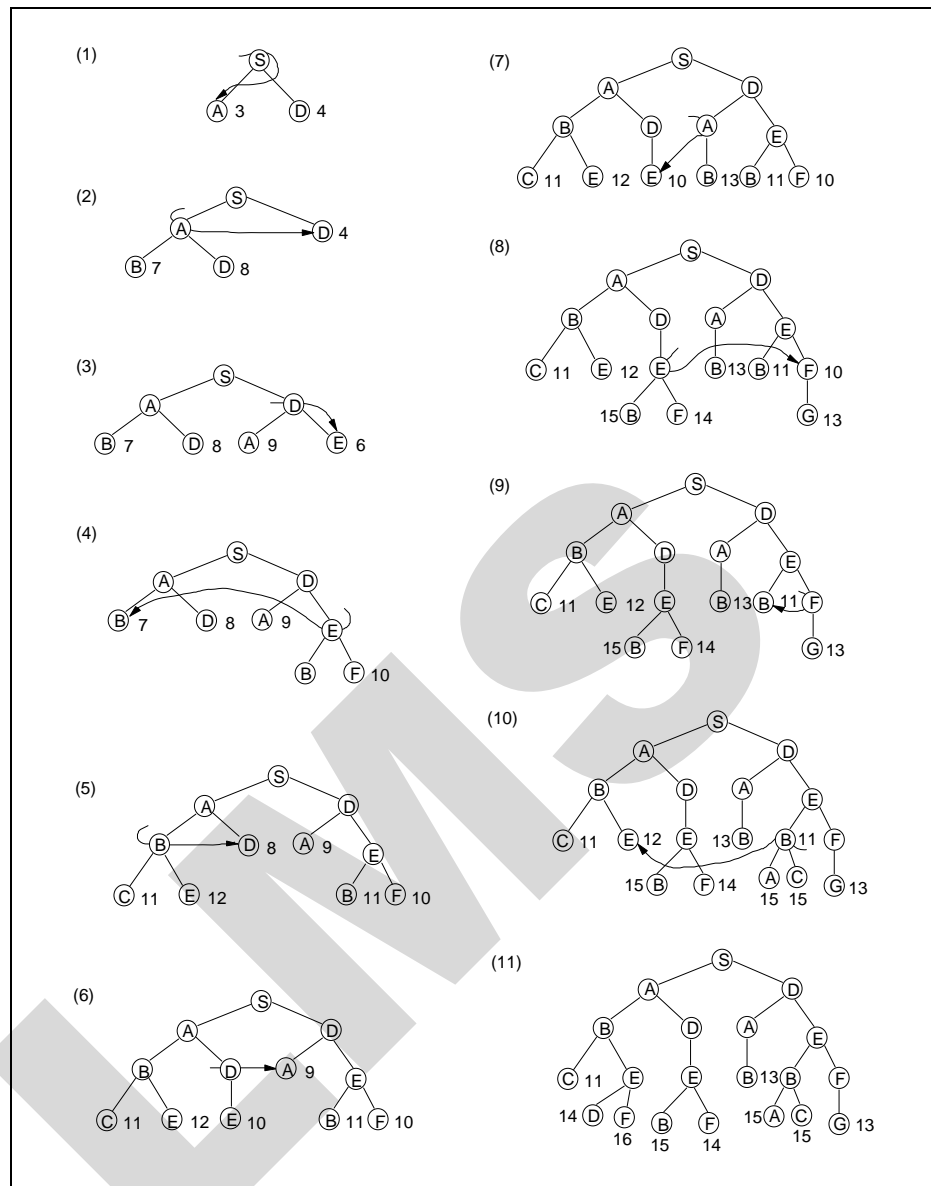 (1)
S
A 3 D 4
(2)
S
A D 4
B 7 D 8
(3)
S
A D
B 7 D 8 A 9 E 6
(4)
S
A D
B 7 D 8 A 9 E
B F 10
(5)
S
A D
B D 8 A 9 E
C 11 E 12 B 11 F 10
(6)
S
A D
B D A 9 E
C 11 E 12 E 10 B 11 F 10
(7)
S
A D
B D A E
C 11 E 12 E 10 B 13 B 11 F 10
(8)
S
A D
B D A E
C 11 E 12 E B 13 B 11 F 10
15 B F 14 G 13
(9)
S
A D
B D A E
C 11 E 12 E B 13 B 11 F
15 B F 14 G 13
(10)
S
A D
B D A E
C 11 E 12 E 13 B B 11 F
15 B F 14 A C G 13
15 15
(11)
S
A D
B D A E
C 11 E E B 13 B F
14 D F B F 15 A C G 13
16 15 14 15
LMS